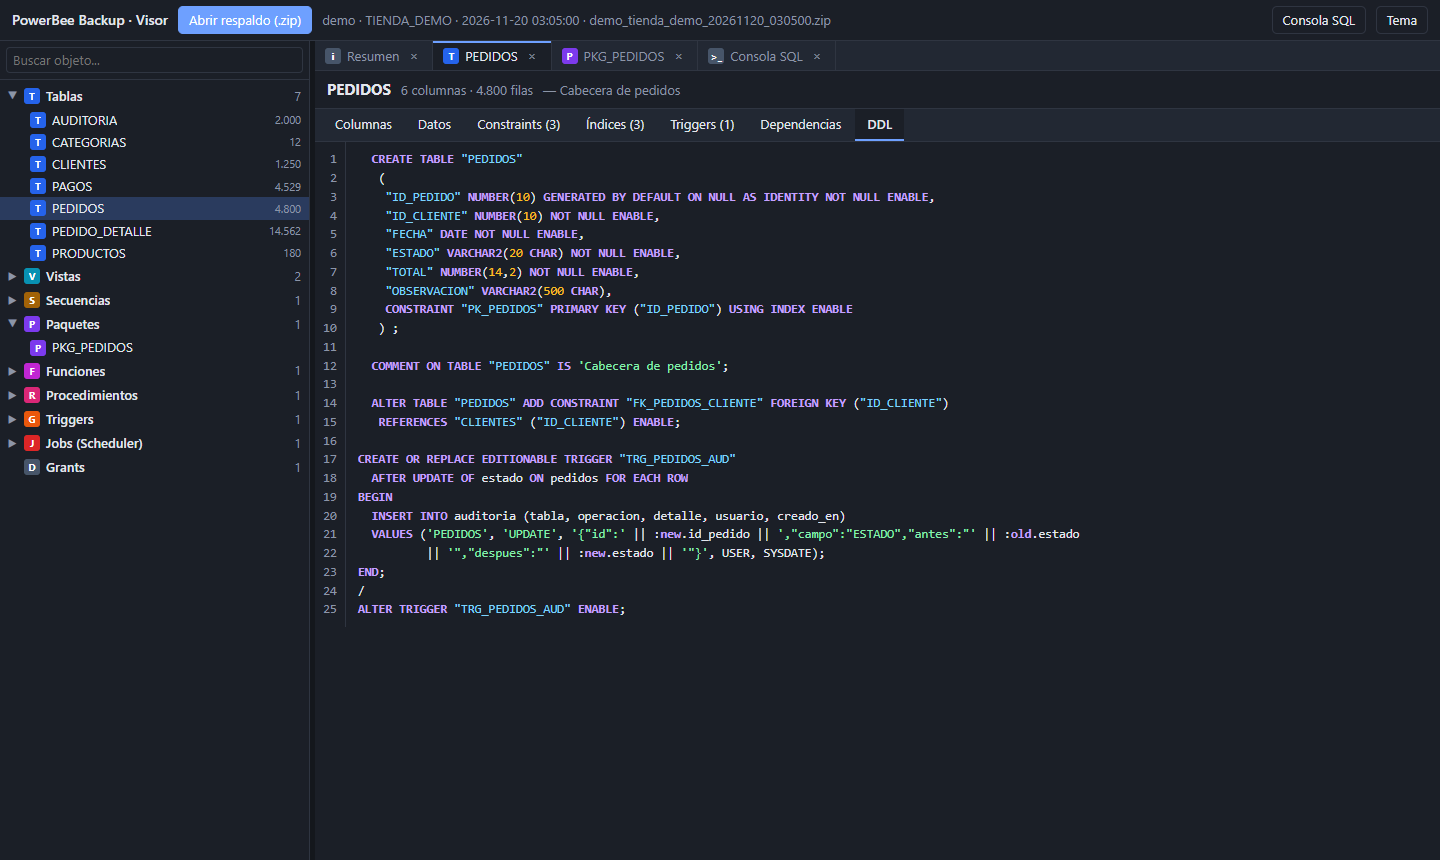 PowerBee Backup · Visor
Abrir respaldo (.zip)
demo · TIENDA_DEMO · 2026-11-20 03:05:00 · demo_tienda_demo_20261120_030500.zip
Consola SQL
Tema
Buscar objeto...
T Tablas 7
T AUDITORIA 2.000
T CATEGORIAS 12
T CLIENTES 1.250
T PAGOS 4.529
T PEDIDOS 4.800
T PEDIDO_DETALLE 14.562
T PRODUCTOS 180
V Vistas 2
S Secuencias 1
P Paquetes 1
P PKG_PEDIDOS
F Funciones 1
R Procedimientos 1
G Triggers 1
J Jobs (Scheduler) 1
D Grants 1
i Resumen ×
T PEDIDOS ×
P PKG_PEDIDOS ×
>_ Consola SQL ×
PEDIDOS 6 columnas · 4.800 filas — Cabecera de pedidos
Columnas Datos Constraints (3) Índices (3) Triggers (1) Dependencias DDL
1 CREATE TABLE "PEDIDOS"
2 (
3 "ID_PEDIDO" NUMBER(10) GENERATED BY DEFAULT ON NULL AS IDENTITY NOT NULL ENABLE,
4 "ID_CLIENTE" NUMBER(10) NOT NULL ENABLE,
5 "FECHA" DATE NOT NULL ENABLE,
6 "ESTADO" VARCHAR2(20 CHAR) NOT NULL ENABLE,
7 "TOTAL" NUMBER(14,2) NOT NULL ENABLE,
8 "OBSERVACION" VARCHAR2(500 CHAR),
9 CONSTRAINT "PK_PEDIDOS" PRIMARY KEY ("ID_PEDIDO") USING INDEX ENABLE
10 ) ;
11
12 COMMENT ON TABLE "PEDIDOS" IS 'Cabecera de pedidos';
13
14 ALTER TABLE "PEDIDOS" ADD CONSTRAINT "FK_PEDIDOS_CLIENTE" FOREIGN KEY ("ID_CLIENTE")
15 REFERENCES "CLIENTES" ("ID_CLIENTE") ENABLE;
16
17 CREATE OR REPLACE EDITIONABLE TRIGGER "TRG_PEDIDOS_AUD"
18 AFTER UPDATE OF estado ON pedidos FOR EACH ROW
19 BEGIN
20 INSERT INTO auditoria (tabla, operacion, detalle, usuario, creado_en)
21 VALUES ('PEDIDOS', 'UPDATE', '{"id":' || :new.id_pedido || ',"campo":"ESTADO","antes":"' || :old.estado
22 || '","despues":"' || :new.estado || '"}', USER, SYSDATE);
23 END;
24 /
25 ALTER TRIGGER "TRG_PEDIDOS_AUD" ENABLE;